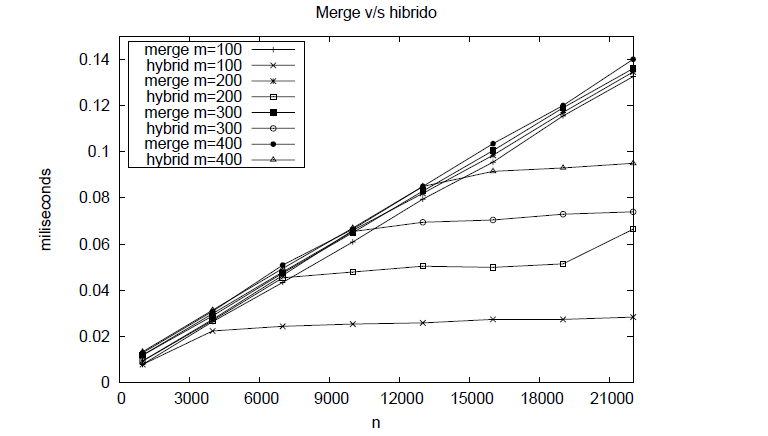 Merge v/s hibrido
merge m=100
hybrid m=100
merge m=200
hybrid m=200
merge m=300
hybrid m=300
merge m=400
hybrid m=400
0.14
0.12
0.1
0.08
0.06
0.04
0.02
0
miliseconds
0 3000 6000 9000 12000 15000 18000 21000
n